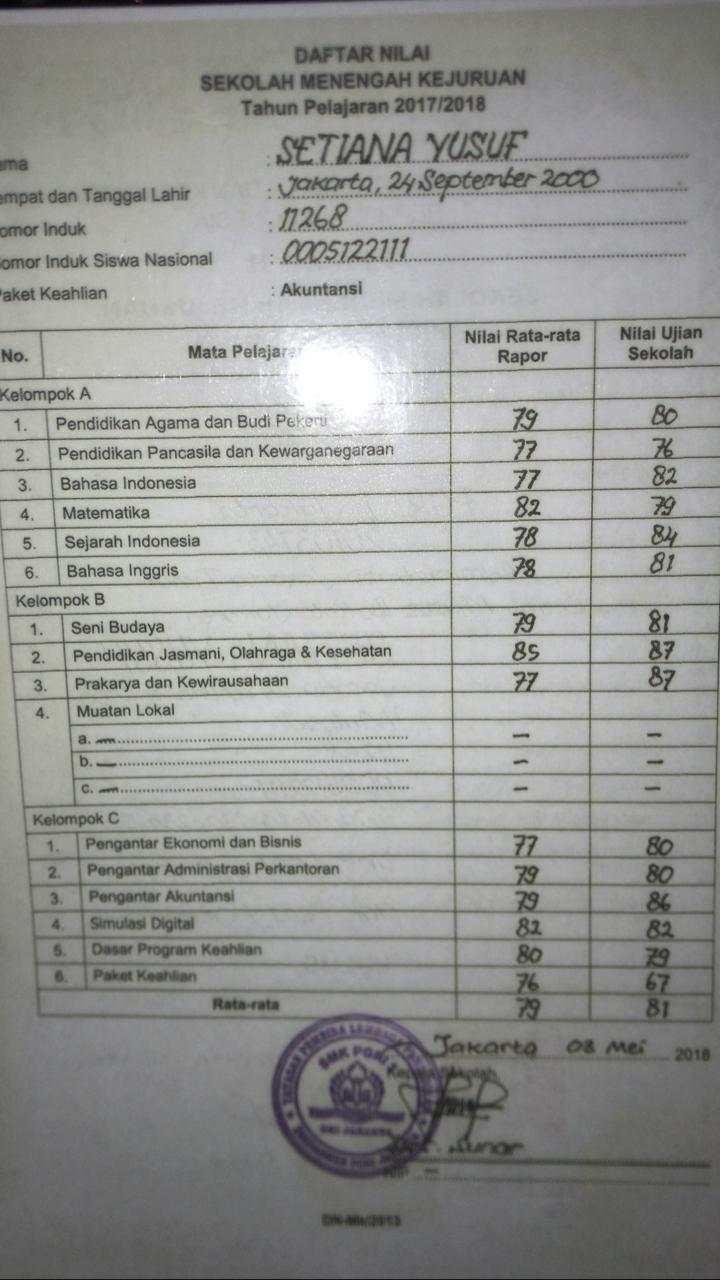 DAFTAR NILAI
SEKOLAH MENENGAH KEJURUAN
Tahun Pelajaran 2017/2018
ama : SETIANA YUSUF
empat dan Tanggal Lahir : Jakarta, 24 September 2000
omor Induk : 11268
omor Induk Siswa Nasional : 0005122111
Paket Keahlian : Akuntansi
No. Mata Pelajaran Nilai Rata-rata Rapor Nilai Ujian Sekolah
Kelompok A
1. Pendidikan Agama dan Budi Pekerti 79 80
2. Pendidikan Pancasila dan Kewarganegaraan 77 76
3. Bahasa Indonesia 77 82
4. Matematika 82 79
5. Sejarah Indonesia 78 84
6. Bahasa Inggris 78 81
Kelompok B
1. Seni Budaya 79 81
2. Pendidikan Jasmani, Olahraga & Kesehatan 85 87
3. Prakarya dan Kewirausahaan 77 87
4. Muatan Lokal
a. — — —
b. — — —
c. — — —
Kelompok C
1. Pengantar Ekonomi dan Bisnis 77 80
2. Pengantar Administrasi Perkantoran 79 80
3. Pengantar Akuntansi 79 86
4. Simulasi Digital 82 82
5. Dasar Program Keahlian 80 79
6. Paket Keahlian 76 67
Rata-rata 79 81
Jakarta 08 Mei 2018
Kepala Sekolah,
SMK PGRI
DKI JAKARTA
Sunar
NIP. —